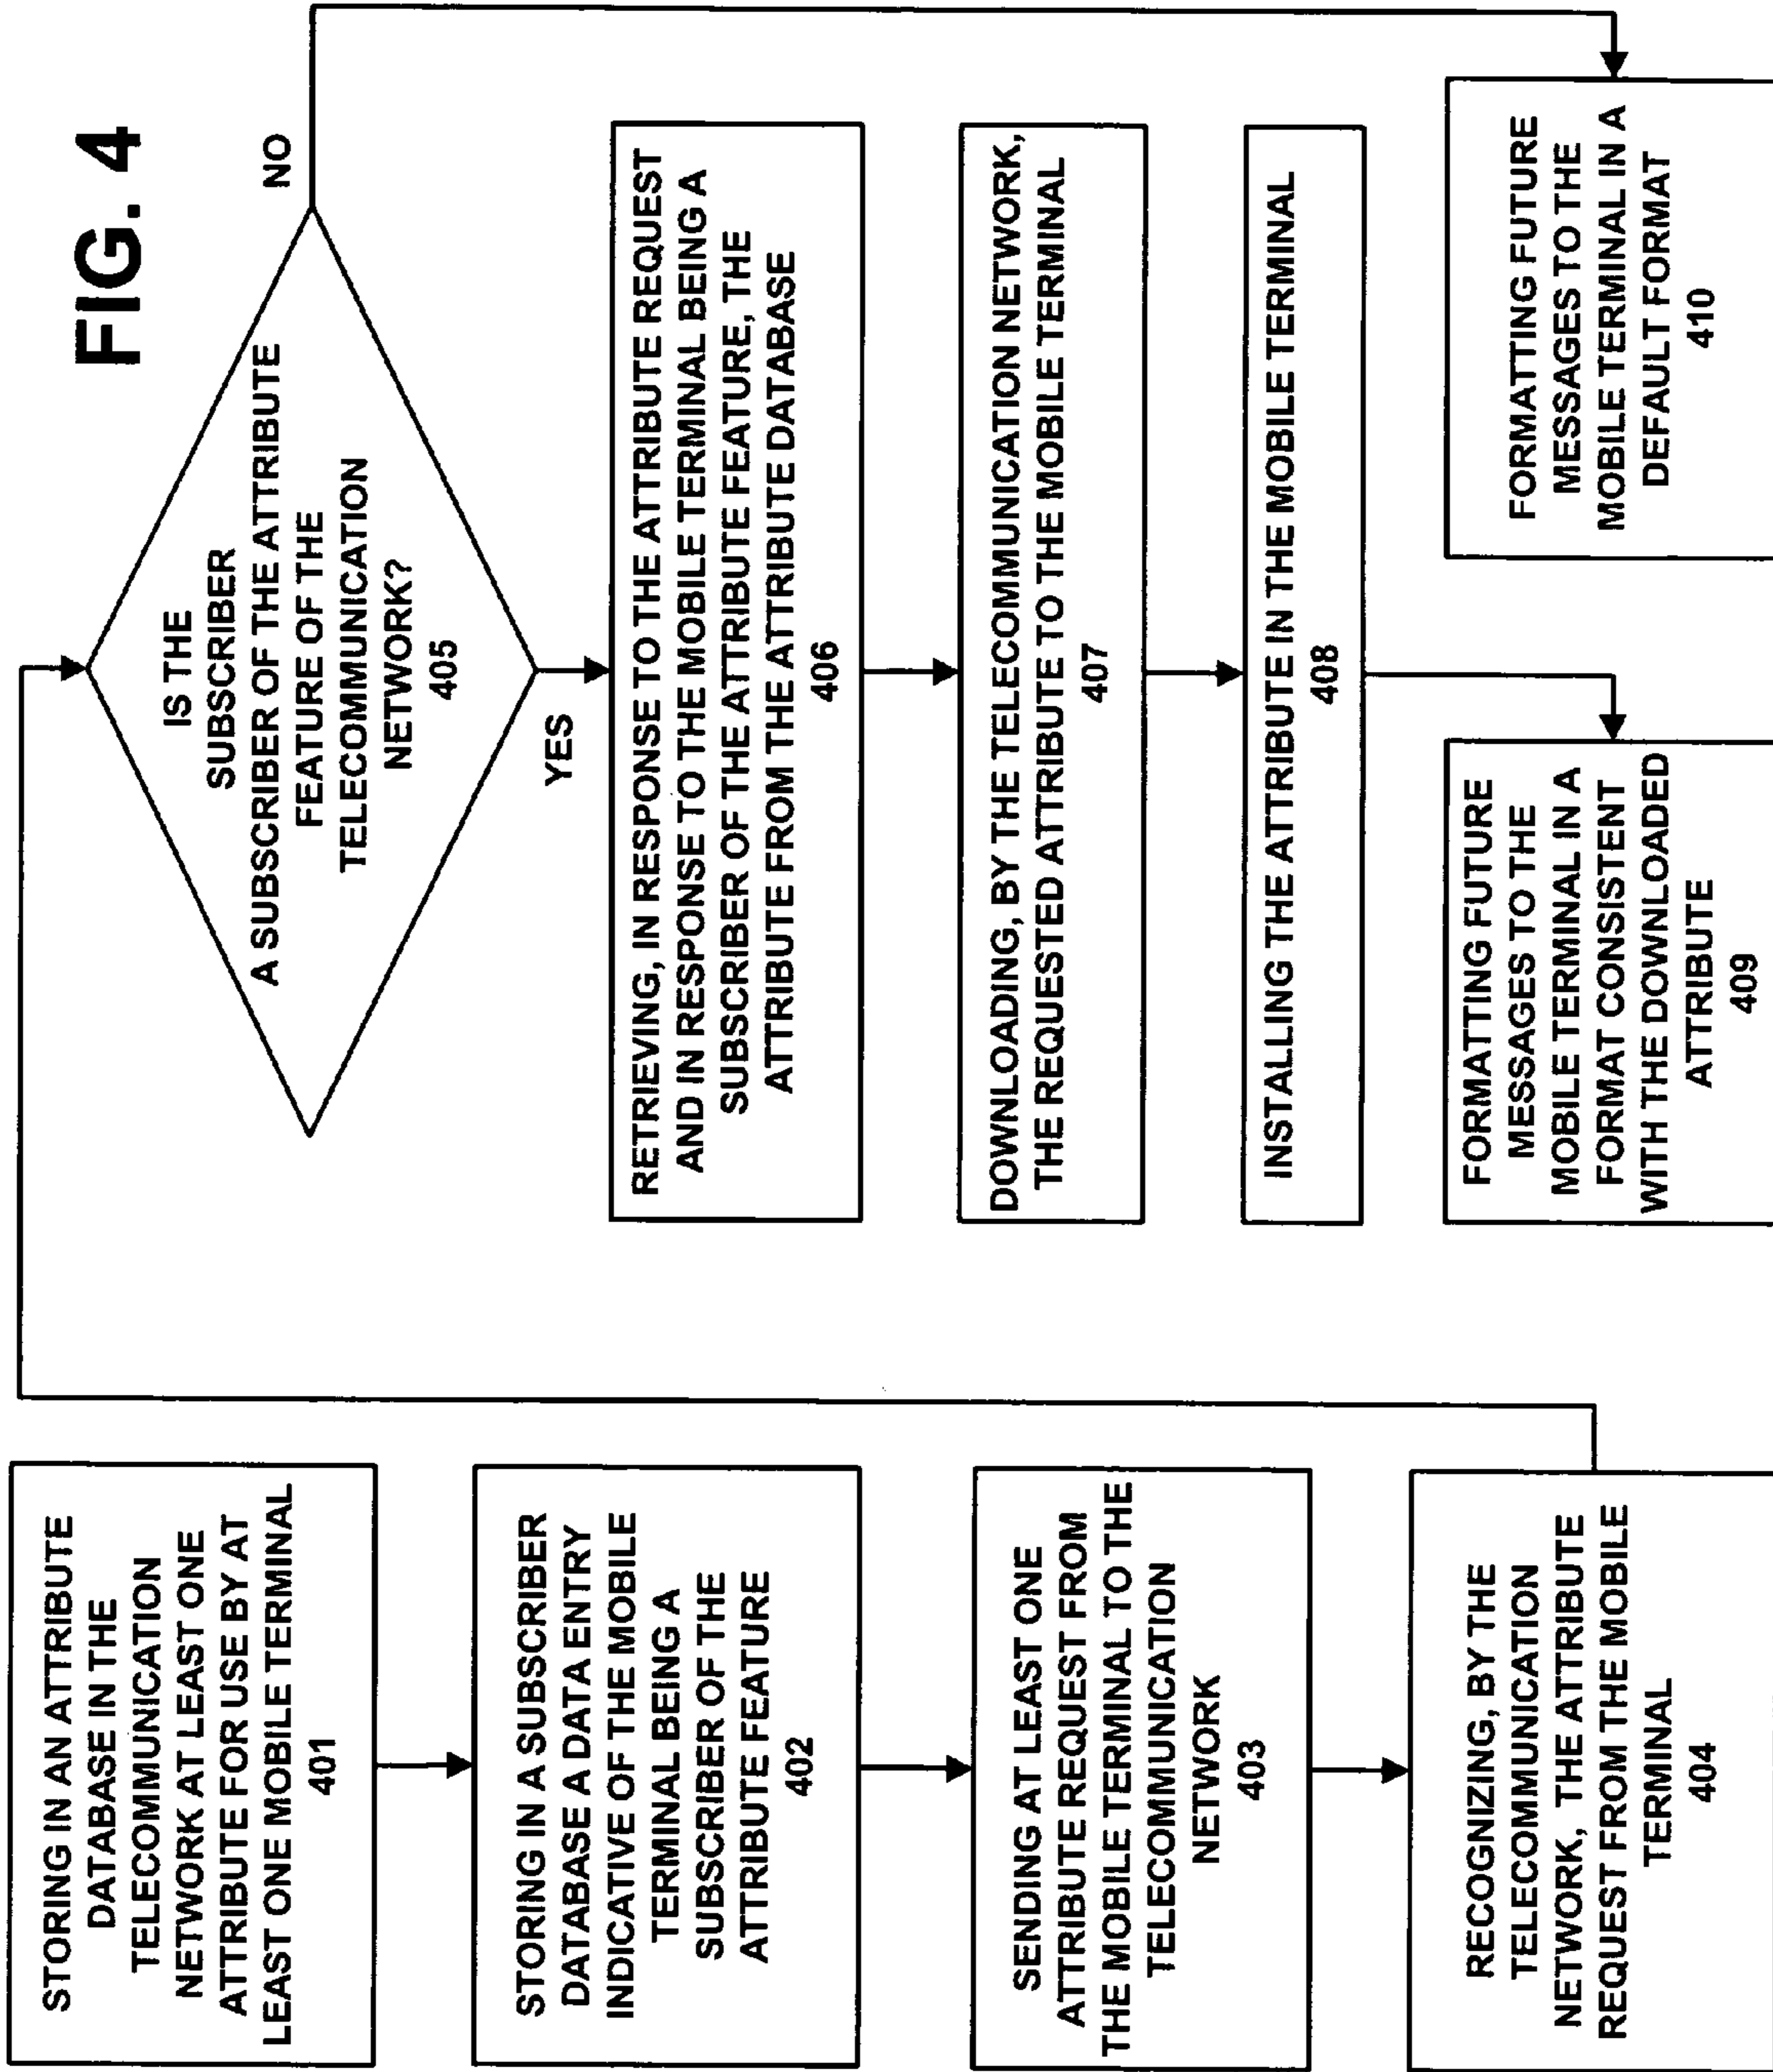 FIG. 4
STORING IN AN ATTRIBUTE
DATABASE IN THE
TELECOMMUNICATION
NETWORK AT LEAST ONE
ATTRIBUTE FOR USE BY AT
LEAST ONE MOBILE TERMINAL
401
STORING IN A SUBSCRIBER
DATABASE A DATA ENTRY
INDICATIVE OF THE MOBILE
TERMINAL BEING A
SUBSCRIBER OF THE
ATTRIBUTE FEATURE
402
SENDING AT LEAST ONE
ATTRIBUTE REQUEST FROM
THE MOBILE TERMINAL TO THE
TELECOMMUNICATION
NETWORK
403
RECOGNIZING, BY THE
TELECOMMUNICATION
NETWORK, THE ATTRIBUTE
REQUEST FROM THE MOBILE
TERMINAL
404
IS THE
SUBSCRIBER
A SUBSCRIBER OF THE ATTRIBUTE
FEATURE OF THE
TELECOMMUNICATION
NETWORK?
405
NO
YES
RETRIEVING, IN RESPONSE TO THE ATTRIBUTE REQUEST
AND IN RESPONSE TO THE MOBILE TERMINAL BEING A
SUBSCRIBER OF THE ATTRIBUTE FEATURE, THE
ATTRIBUTE FROM THE ATTRIBUTE DATABASE
406
DOWNLOADING, BY THE TELECOMMUNICATION NETWORK,
THE REQUESTED ATTRIBUTE TO THE MOBILE TERMINAL
407
INSTALLING THE ATTRIBUTE IN THE MOBILE TERMINAL
408
FORMATTING FUTURE
MESSAGES TO THE
MOBILE TERMINAL IN A
FORMAT CONSISTENT
WITH THE DOWNLOADED
ATTRIBUTE
409
FORMATTING FUTURE
MESSAGES TO THE
MOBILE TERMINAL IN A
DEFAULT FORMAT
410